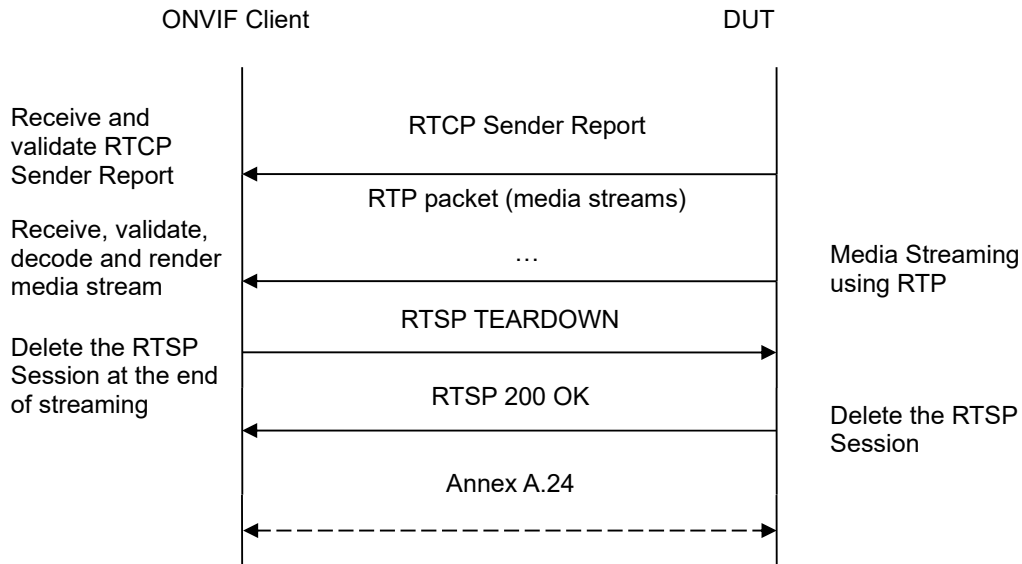 ONVIF Client
DUT
Receive and
validate RTCP
Sender Report
RTCP Sender Report
RTP packet (media streams)
Receive, validate,
decode and render
media stream
…
Media Streaming
using RTP
RTSP TEARDOWN
Delete the RTSP
Session at the end
of streaming
RTSP 200 OK
Delete the RTSP
Session
Annex A.24